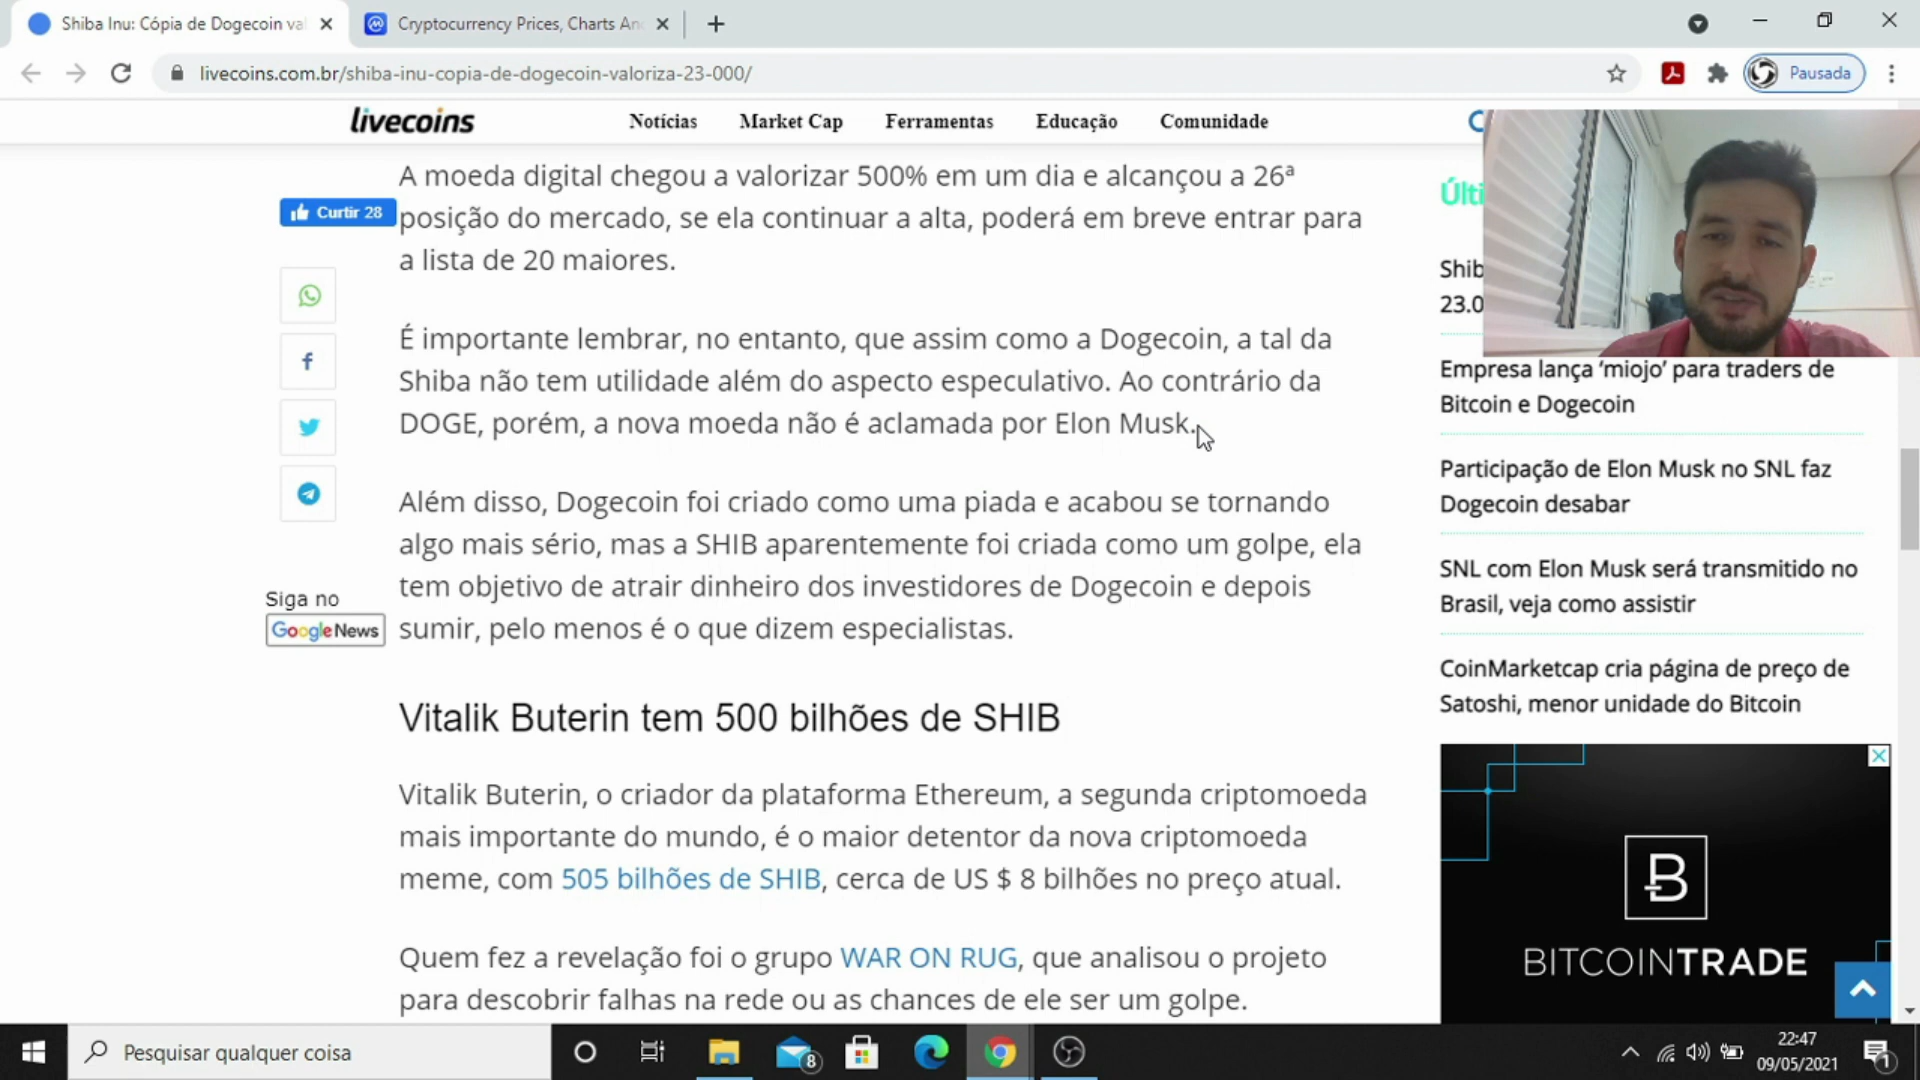 Shiba Inu: Cópia de Dogecoin va
Cryptocurrency Prices, Charts An
livecoins.com.br/shiba-inu-copia-de-dogecoin-valoriza-23-000/
Pausada
livecoins
Notícias
Market Cap
Ferramentas
Educação
Comunidade
A moeda digital chegou a valorizar 500% em um dia e alcançou a 26ª
posição do mercado, se ela continuar a alta, poderá em breve entrar para
a lista de 20 maiores.
Curtir 28
É importante lembrar, no entanto, que assim como a Dogecoin, a tal da
Shiba não tem utilidade além do aspecto especulativo. Ao contrário da
DOGE, porém, a nova moeda não é aclamada por Elon Musk.
Além disso, Dogecoin foi criado como uma piada e acabou se tornando
algo mais sério, mas a SHIB aparentemente foi criada como um golpe, ela
tem objetivo de atrair dinheiro dos investidores de Dogecoin e depois
sumir, pelo menos é o que dizem especialistas.
Siga no
Google News
Vitalik Buterin tem 500 bilhões de SHIB
Vitalik Buterin, o criador da plataforma Ethereum, a segunda criptomoeda
mais importante do mundo, é o maior detentor da nova criptomoeda
meme, com 505 bilhões de SHIB, cerca de US $ 8 bilhões no preço atual.
Quem fez a revelação foi o grupo WAR ON RUG, que analisou o projeto
para descobrir falhas na rede ou as chances de ele ser um golpe.
Últi
Shib
23.0
Empresa lança ‘miojo’ para traders de
Bitcoin e Dogecoin
Participação de Elon Musk no SNL faz
Dogecoin desabar
SNL com Elon Musk será transmitido no
Brasil, veja como assistir
CoinMarketcap cria página de preço de
Satoshi, menor unidade do Bitcoin
BITCOINTRADE
Pesquisar qualquer coisa
8
22:47
09/05/2021
1